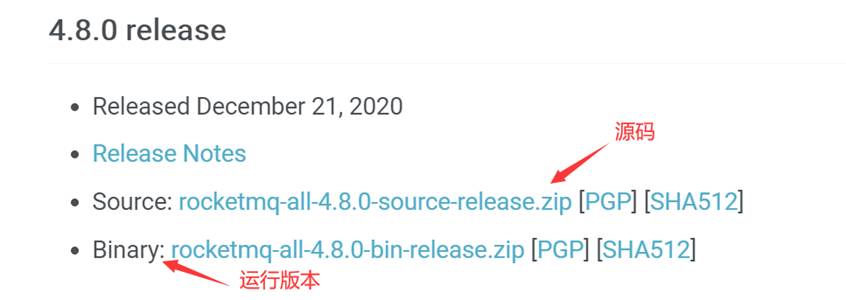 4.8.0 release
Released December 21, 2020
Release Notes
源码
Source: rocketmq-all-4.8.0-source-release.zip [PGP] [SHA512]
Binary: rocketmq-all-4.8.0-bin-release.zip [PGP] [SHA512]
运行版本